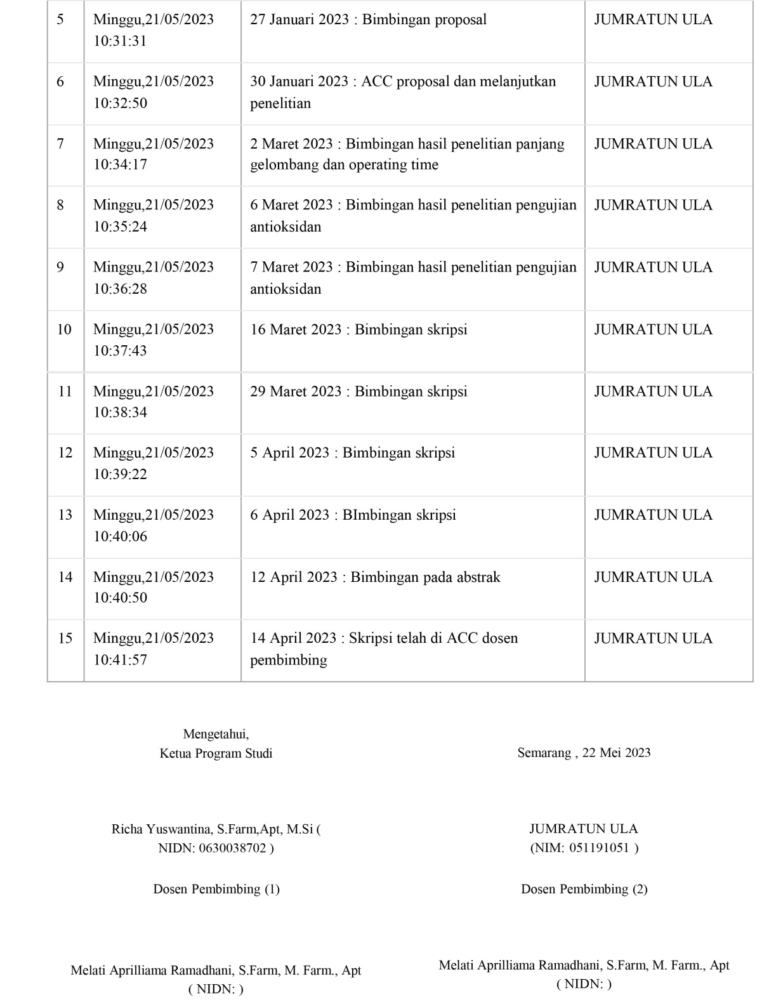 5 Minggu,21/05/2023 27 Januari 2023 : Bimbingan proposal JUMRATUN ULA
10:31:31
6 Minggu,21/05/2023 30 Januari 2023 : ACC proposal dan melanjutkan JUMRATUN ULA
10:32:50 penelitian
7 Minggu,21/05/2023 2 Maret 2023 : Bimbingan hasil penelitian panjang JUMRATUN ULA
10:34:17 gelombang dan operating time
8 Minggu,21/05/2023 6 Maret 2023 : Bimbingan hasil penelitian pengujian JUMRATUN ULA
10:35:24 antioksidan
9 Minggu,21/05/2023 7 Maret 2023 : Bimbingan hasil penelitian pengujian JUMRATUN ULA
10:36:28 antioksidan
10 Minggu,21/05/2023 16 Maret 2023 : Bimbingan skripsi JUMRATUN ULA
10:37:43
11 Minggu,21/05/2023 29 Maret 2023 : Bimbingan skripsi JUMRATUN ULA
10:38:34
12 Minggu,21/05/2023 5 April 2023 : Bimbingan skripsi JUMRATUN ULA
10:39:22
13 Minggu,21/05/2023 6 April 2023 : BImbingan skripsi JUMRATUN ULA
10:40:06
14 Minggu,21/05/2023 12 April 2023 : Bimbingan pada abstrak JUMRATUN ULA
10:40:50
15 Minggu,21/05/2023 14 April 2023 : Skripsi telah di ACC dosen JUMRATUN ULA
10:41:57 pembimbing
Mengetahui,
Ketua Program Studi Semarang , 22 Mei 2023
Richa Yuswantina, S.Farm,Apt, M.Si ( JUMRATUN ULA
NIDN: 0630038702 ) (NIM: 051191051 )
Dosen Pembimbing (1) Dosen Pembimbing (2)
Melati Aprilliama Ramadhani, S.Farm, M. Farm., Apt Melati Aprilliama Ramadhani, S.Farm, M. Farm., Apt
( NIDN: ) ( NIDN: )